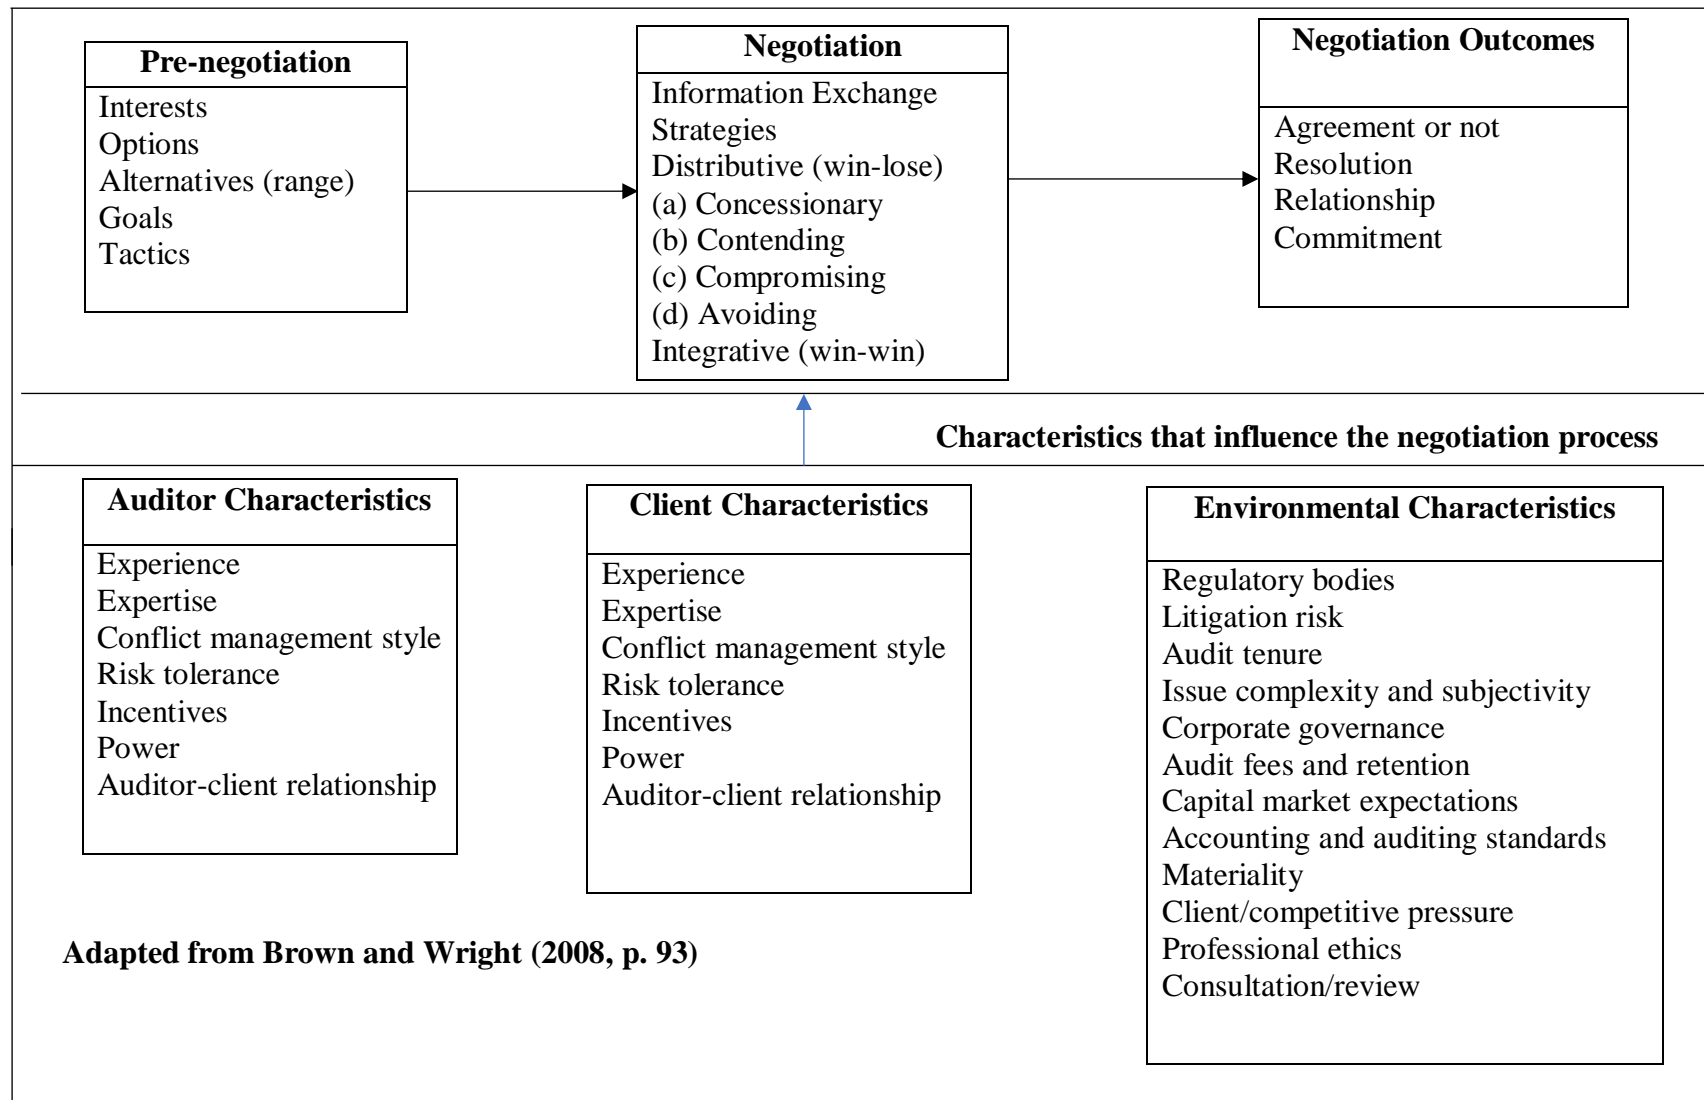 Pre-negotiation
Interests
Options
Alternatives (range)
Goals
Tactics
Negotiation
Information Exchange
Strategies
Distributive (win-lose)
(a) Concessionary
(b) Contending
(c) Compromising
(d) Avoiding
Integrative (win-win)
Negotiation Outcomes
Agreement or not
Resolution
Relationship
Commitment
Characteristics that influence the negotiation process
Auditor Characteristics
Experience
Expertise
Conflict management style
Risk tolerance
Incentives
Power
Auditor-client relationship
Client Characteristics
Experience
Expertise
Conflict management style
Risk tolerance
Incentives
Power
Auditor-client relationship
Environmental Characteristics
Regulatory bodies
Litigation risk
Audit tenure
Issue complexity and subjectivity
Corporate governance
Audit fees and retention
Capital market expectations
Accounting and auditing standards
Materiality
Client/competitive pressure
Professional ethics
Consultation/review
Adapted from Brown and Wright (2008, p. 93)